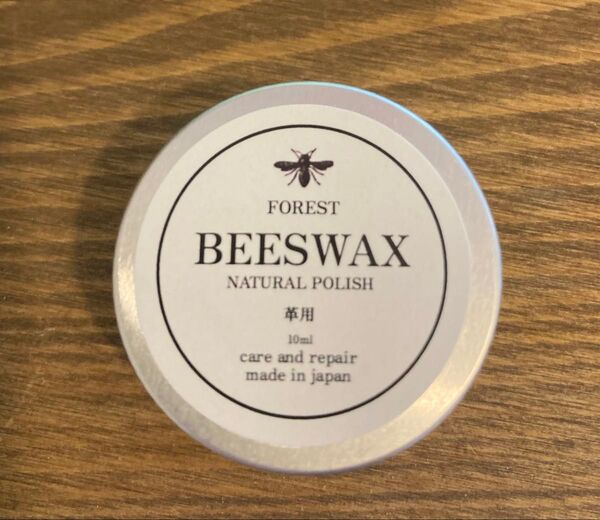 FOREST
BEESWAX
NATURAL POLISH
革用
10ml
care and repair
made in japan